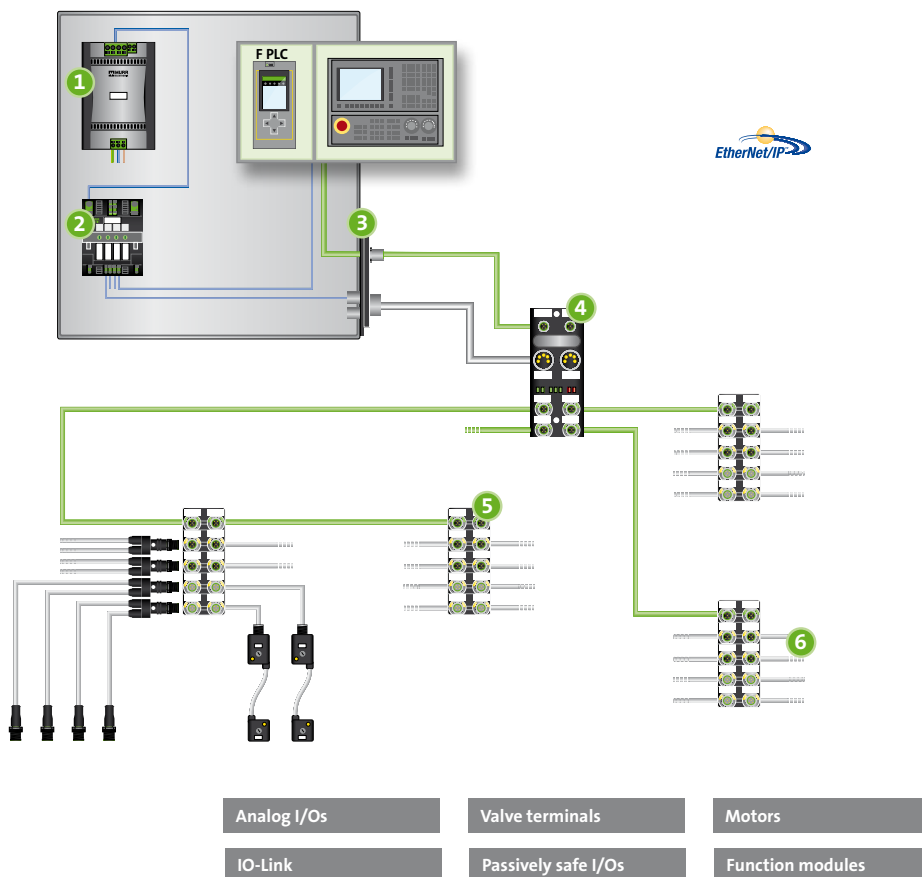 F PLC
MURR
1
EtherNet/IP
2
3
4
5
6
Analog I/Os
Valve terminals
Motors
IO-Link
Passively safe I/Os
Function modules